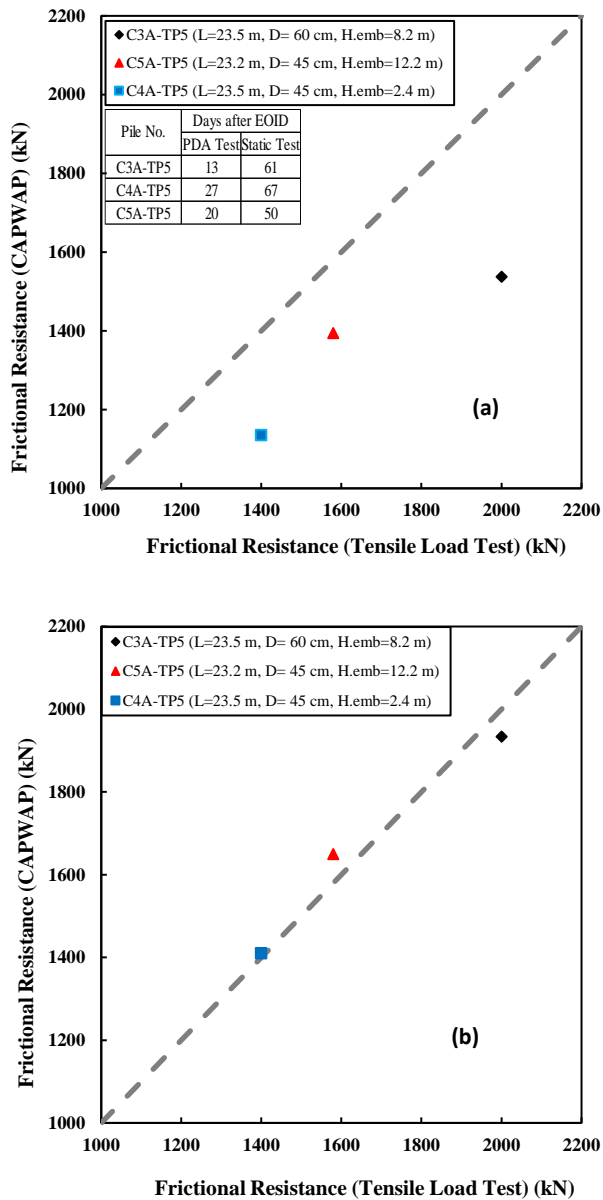 2200
2000
1800
1600
1400
1200
1000
Frictional Resistance (CAPWAP) (kN)
C3A-TP5 (L=23.5 m, D= 60 cm, H.emb=8.2 m)
C5A-TP5 (L=23.2 m, D= 45 cm, H.emb=12.2 m)
C4A-TP5 (L=23.5 m, D= 45 cm, H.emb=2.4 m)
Pile No. Days after EOID
PDA Test Static Test
C3A-TP5 13 61
C4A-TP5 27 67
C5A-TP5 20 50
(a)
1000 1200 1400 1600 1800 2000 2200
Frictional Resistance (Tensile Load Test) (kN)
2200
2000
1800
1600
1400
1200
1000
Frictional Resistance (CAPWAP) (kN)
C3A-TP5 (L=23.5 m, D= 60 cm, H.emb=8.2 m)
C5A-TP5 (L=23.2 m, D= 45 cm, H.emb=12.2 m)
C4A-TP5 (L=23.5 m, D= 45 cm, H.emb=2.4 m)
(b)
1000 1200 1400 1600 1800 2000 2200
Frictional Resistance (Tensile Load Test) (kN)